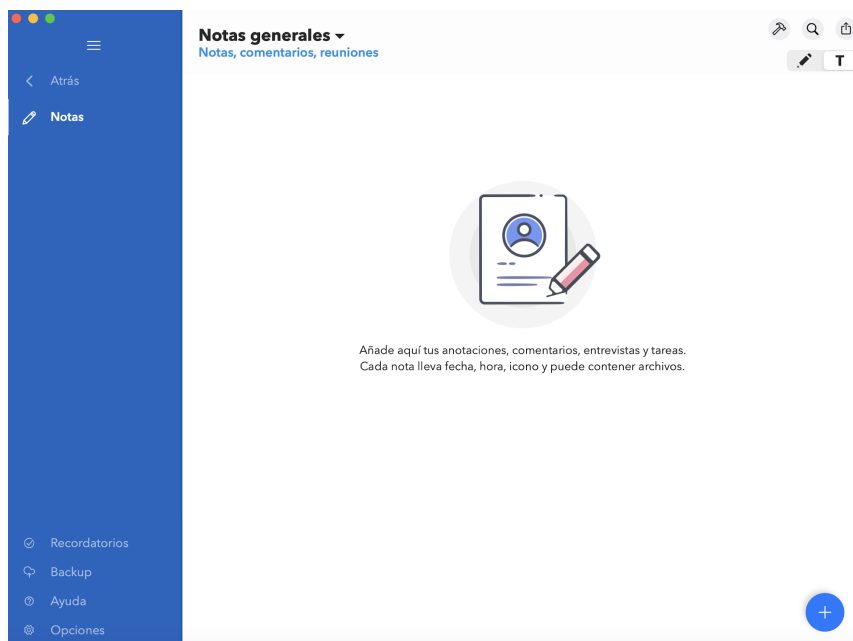 Notas generales
Notas, comentarios, reuniones
T
Atrás
Notas
Añade aquí tus anotaciones, comentarios, entrevistas y tareas.
Cada nota lleva fecha, hora, icono y puede contener archivos.
Recordatorios
Backup
Ayuda
Opciones